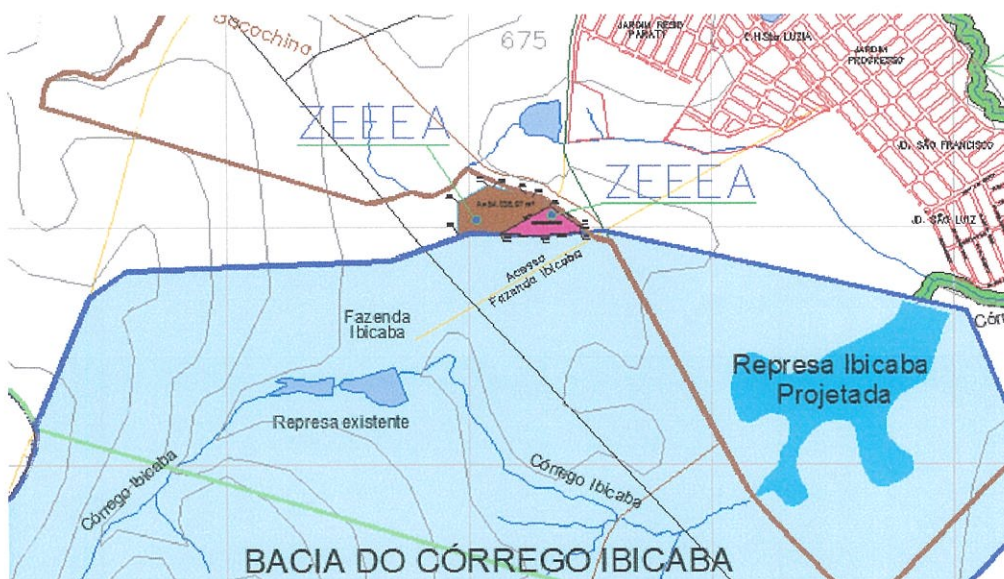 675
JARDIM RESID
PARATY
C.H.Sta LUZIA
JARDIM
PROGRESSO
ZEEEA
ZEEEA
JD. SÃO FRANCISCO
JD. SÃO LUIZ
Acesso
Fazenda Ibicaba
Fazenda
Ibicaba
Represa Ibicaba
Projetada
Represa existente
Córrego Ibicaba
Córrego Ibicaba
BACIA DO CÓRREGO IBICABA